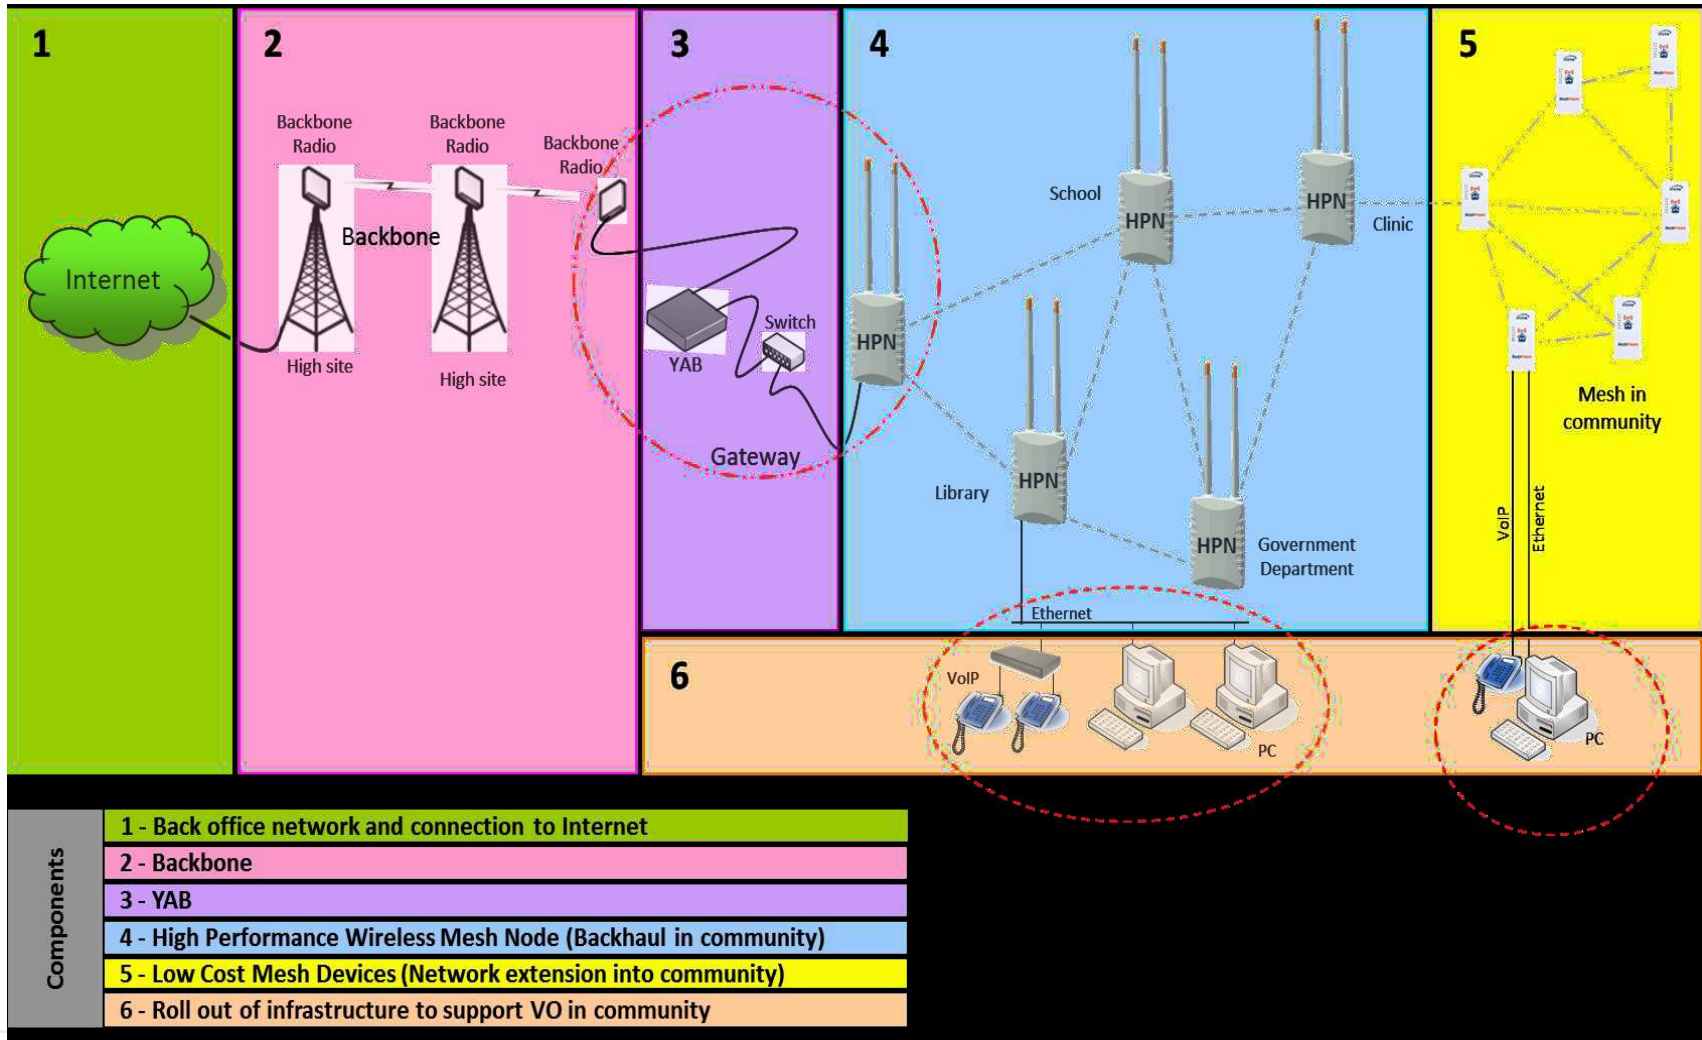 1
2
3
4
5
Backbone
Radio
Backbone
Radio
Backbone
Radio
Backbone
Internet
High site
High site
YAB
Switch
Gateway
HPN
School
HPN
HPN
Clinic
Library
HPN
HPN
Government
Department
Mesh in
community
VoIP
Ethernet
Ethernet
6
VoIP
PC
PC
Components
1 - Back office network and connection to Internet
2 - Backbone
3 - YAB
4 - High Performance Wireless Mesh Node (Backhaul in community)
5 - Low Cost Mesh Devices (Network extension into community)
6 - Roll out of infrastructure to support VO in community